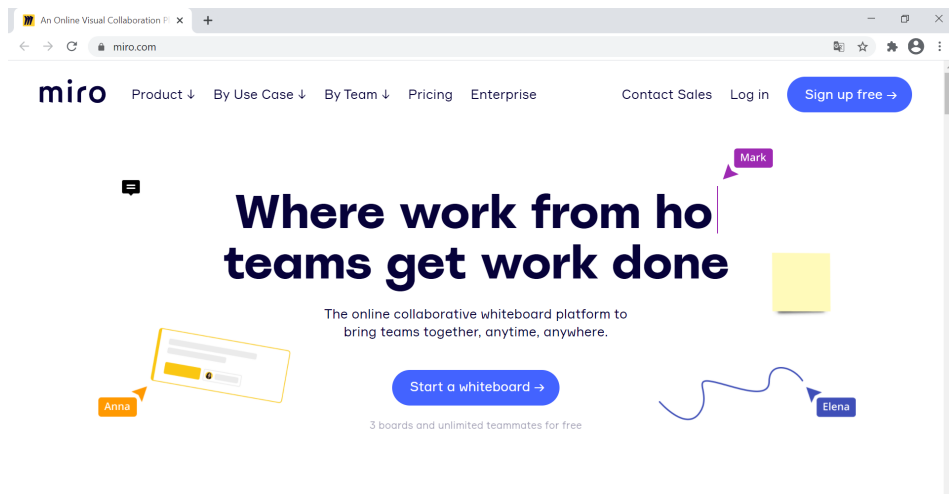 An Online Visual Collaboration P
miro.com
miro Product ↓ By Use Case ↓ By Team ↓ Pricing Enterprise Contact Sales Log in Sign up free →
Mark
Where work from ho
teams get work done
The online collaborative whiteboard platform to
bring teams together, anytime, anywhere.
Start a whiteboard →
Anna
Elena
3 boards and unlimited teammates for free